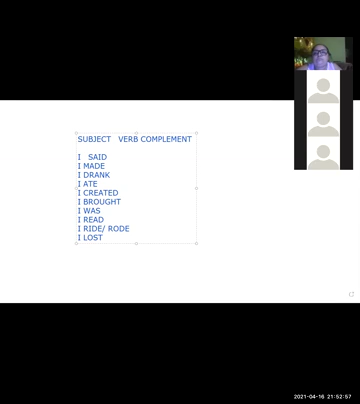 SUBJECT VERB COMPLEMENT
I SAID
I MADE
I DRANK
I ATE
I CREATED
I BROUGHT
I WAS
I READ
I RIDE/ RODE
I LOST
2021-04-16 21:52:57